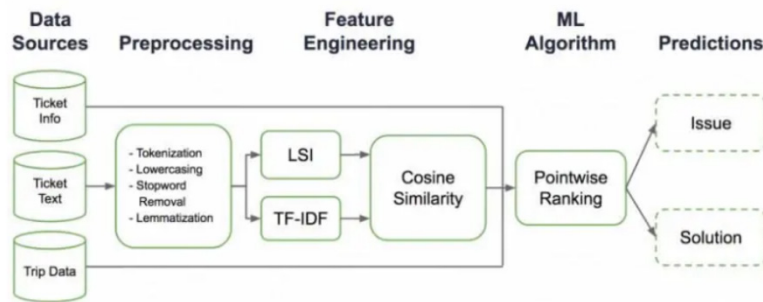 Data
Sources
Preprocessing
Feature
Engineering
ML
Algorithm
Predictions
Ticket
Info
Ticket
Text
Trip Data
- Tokenization
- Lowercasing
- Stopword
Removal
- Lemmatization
LSI
TF-IDF
Cosine
Similarity
Pointwise
Ranking
Issue
Solution